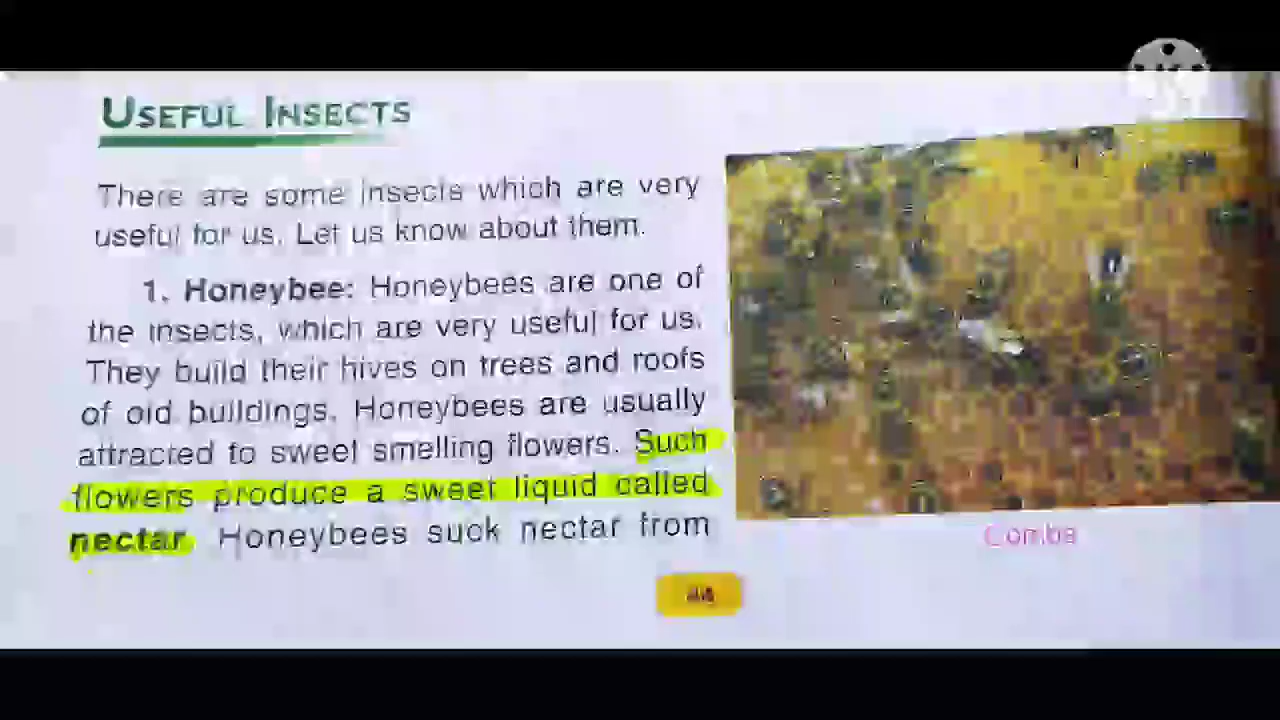 USEFUL INSECTS
There are some insects which are very
useful for us. Let us know about them.
1. Honeybee: Honeybees are one of
the insects, which are very useful for us.
They build their hives on trees and roofs
of old buildings. Honeybees are usually
attracted to sweet smelling flowers. Such
flowers produce a sweet liquid called
nectar. Honeybees suck nectar from
Combs
44